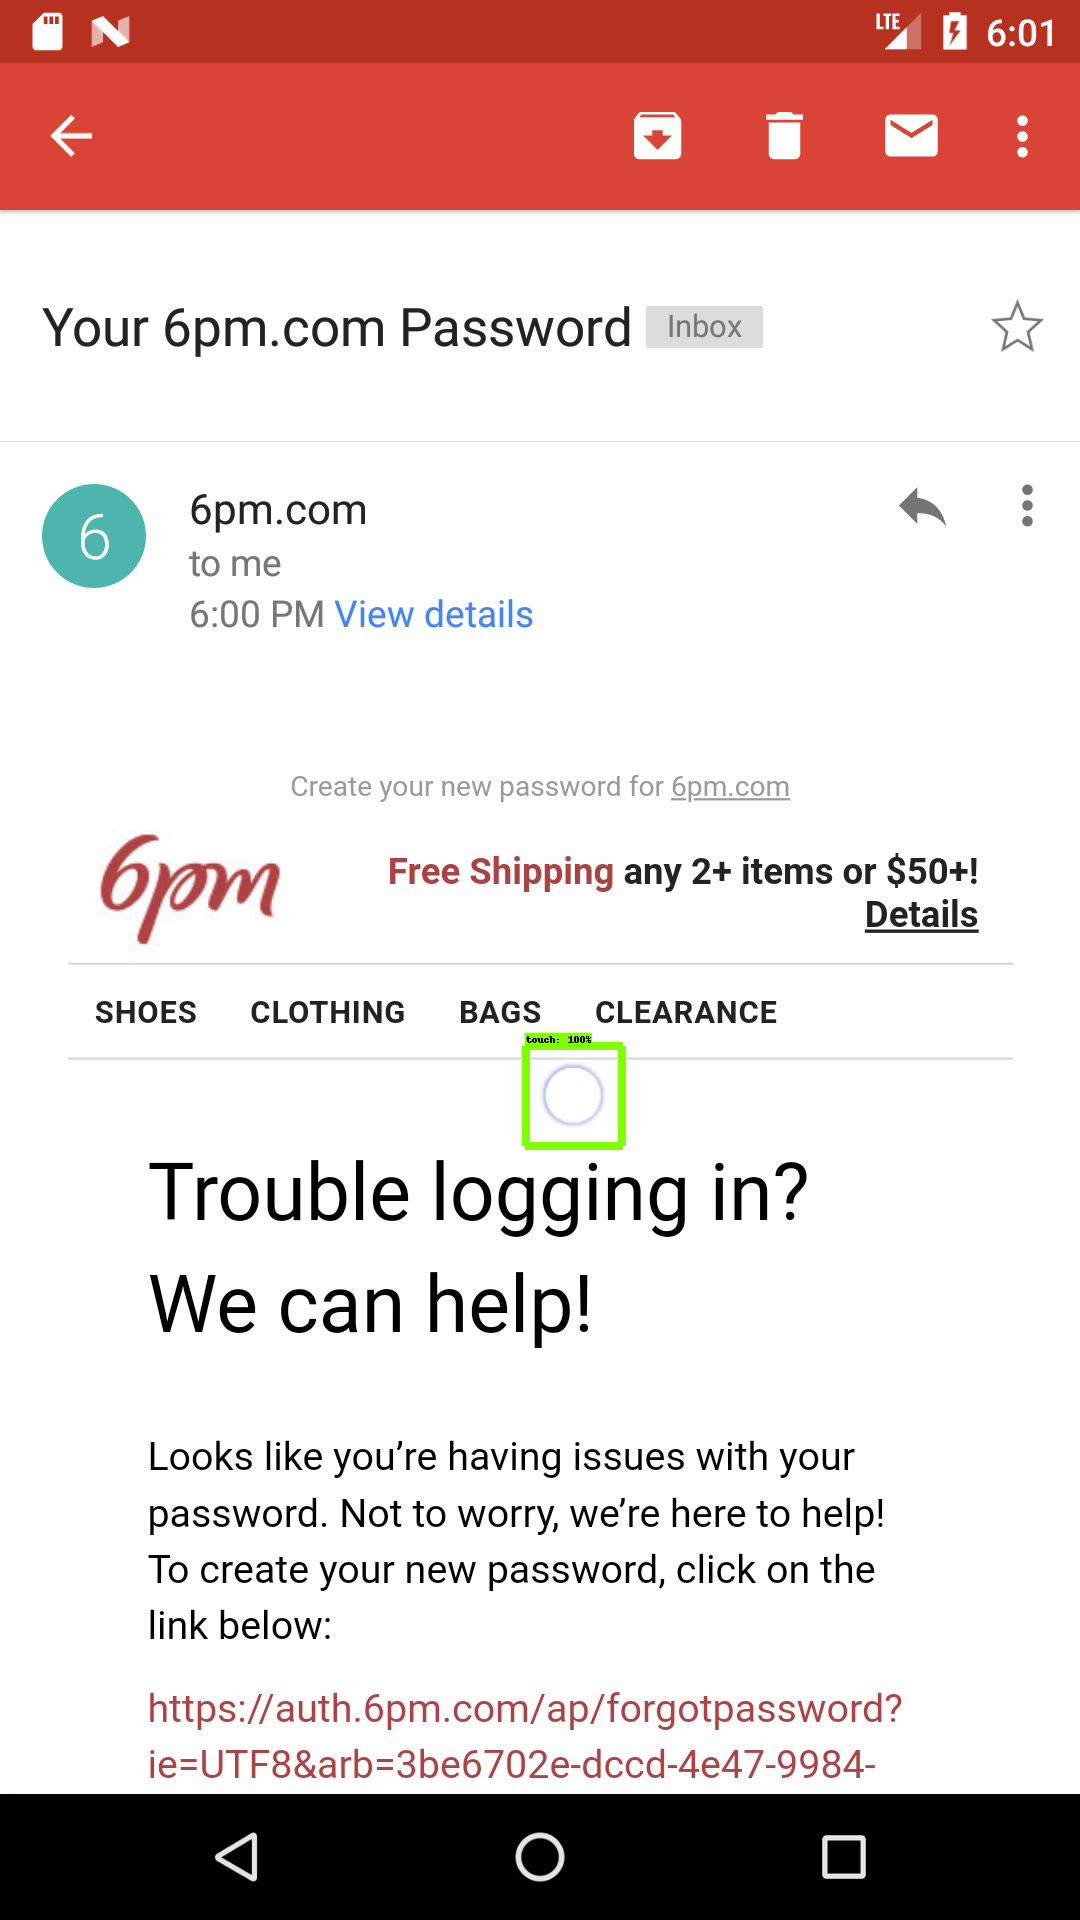 LTE 6:01
Your 6pm.com Password Inbox
6
6pm.com
to me
6:00 PM View details
Create your new password for 6pm.com
6pm
Free Shipping any 2+ items or $50+!
Details
SHOES CLOTHING BAGS CLEARANCE
touch: 100%
Trouble logging in?
We can help!
Looks like you’re having issues with your
password. Not to worry, we’re here to help!
To create your new password, click on the
link below:
https://auth.6pm.com/ap/forgotpassword?
ie=UTF8&arb=3be6702e-dccd-4e47-9984-